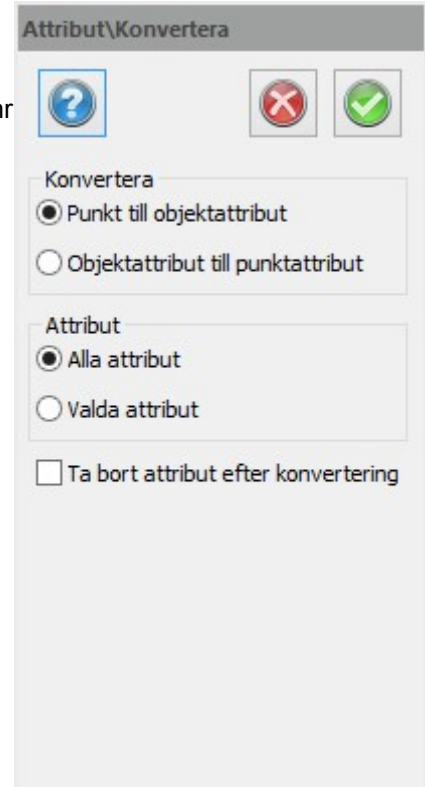 Attribut\Konvertera
Konvertera
Punkt till objektattribut
Objektattribut till punktattribut
Attribut
Alla attribut
Valda attribut
Ta bort attribut efter konvertering